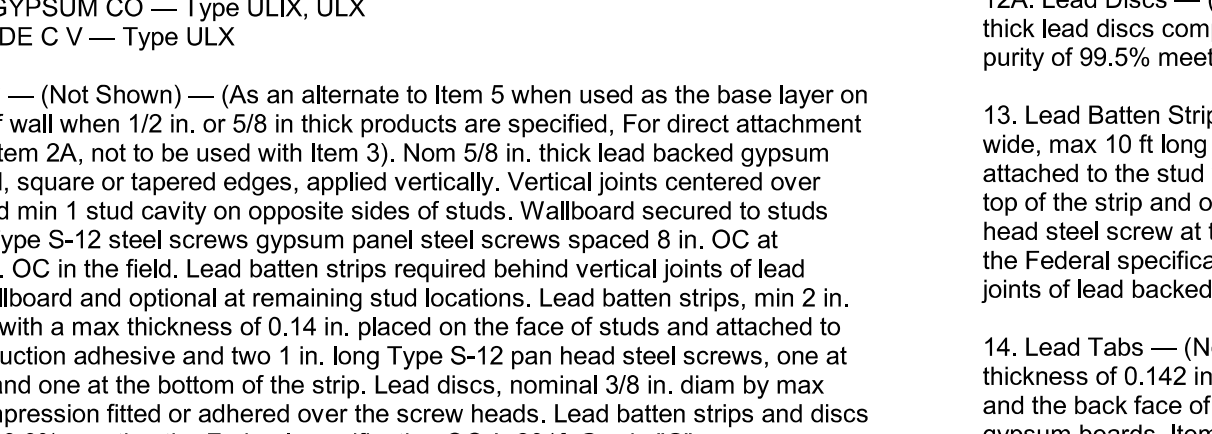 GYPSUM CO — Type ULIX, ULX
DE C V — Type ULX
— (Not Shown) — (As an alternate to Item 5 when used as the base layer on
wall when 1/2 in. or 5/8 in thick products are specified, For direct attachment
tem 2A, not to be used with Item 3). Nom 5/8 in. thick lead backed gypsum
, square or tapered edges, applied vertically. Vertical joints centered over
d min 1 stud cavity on opposite sides of studs. Wallboard secured to studs
ype S-12 steel screws gypsum panel steel screws spaced 8 in. OC at
. OC in the field. Lead batten strips required behind vertical joints of lead
llboard and optional at remaining stud locations. Lead batten strips, min 2 in.
with a max thickness of 0.14 in. placed on the face of studs and attached to
uction adhesive and two 1 in. long Type S-12 pan head steel screws, one at
and one at the bottom of the strip. Lead discs, nominal 3/8 in. diam by max
mpression fitted or adhered over the screw heads. Lead batten strips and discs
12A. Lead Discs — (
thick lead discs comp
purity of 99.5% meet
13. Lead Batten Strip
wide, max 10 ft long
attached to the stud
top of the strip and o
head steel screw at t
the Federal specifica
joints of lead backed
14. Lead Tabs — (No
thickness of 0.142 in
and the back face of
gypsum boards, Item